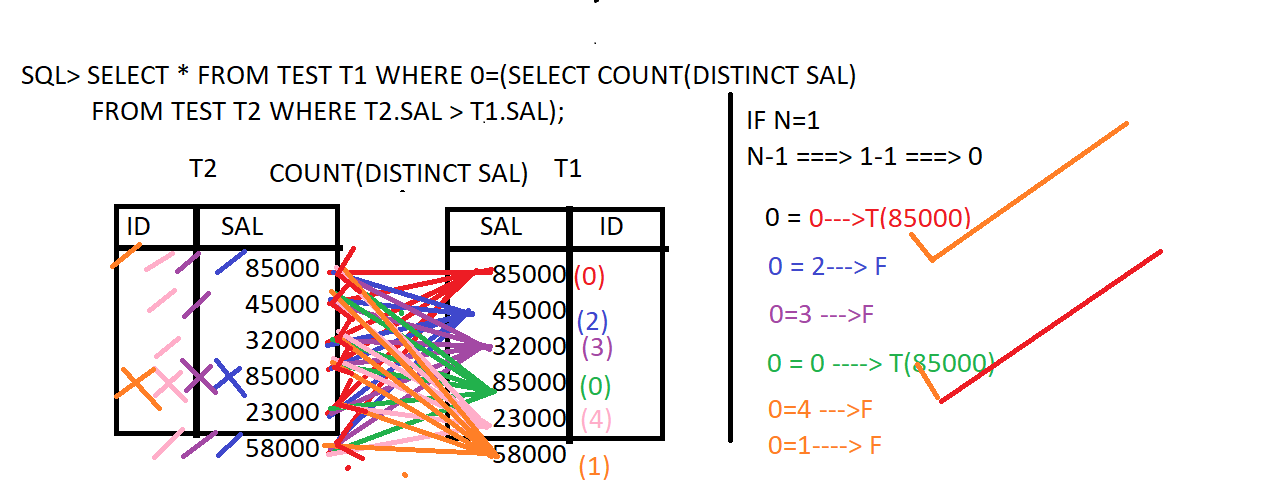 SQL> SELECT * FROM TEST T1 WHERE 0=(SELECT COUNT(DISTINCT SAL)
FROM TEST T2 WHERE T2.SAL > T1.SAL);
T2 COUNT(DISTINCT SAL) T1
ID SAL
85000
45000
32000
85000
23000
58000
SAL ID
85000 (0)
45000 (2)
32000 (3)
85000 (0)
23000 (4)
58000 (1)
IF N=1
N-1 ===> 1-1 ===> 0
0 = 0--->T(85000)
0 = 2---> F
0=3 --->F
0 = 0 ----> T(85000)
0=4 --->F
0=1----> F